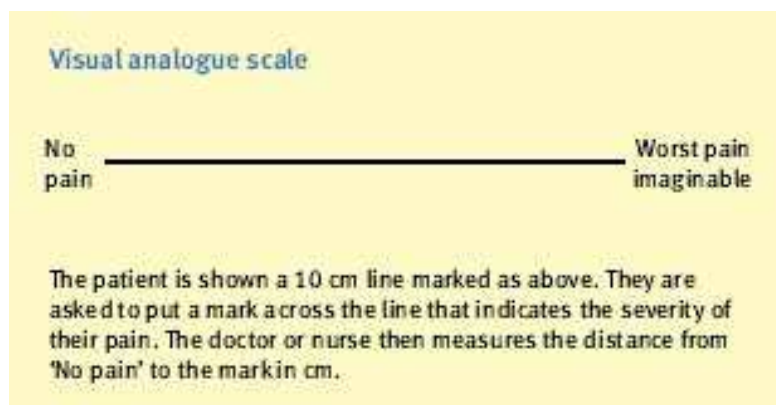 Visual analogue scale
No pain
Worst pain imaginable
The patient is shown a 10 cm line marked as above. They are
asked to put a mark across the line that indicates the severity of
their pain. The doctor or nurse then measures the distance from
‘No pain’ to the mark in cm.